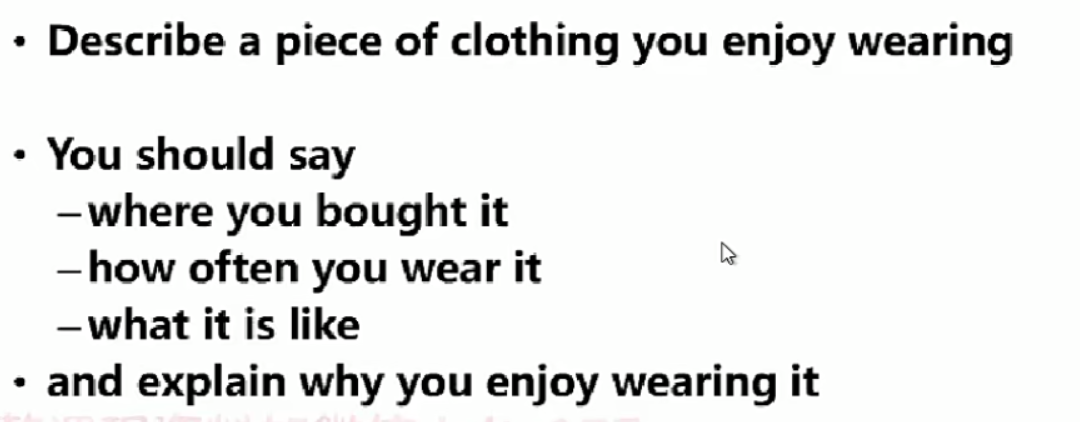 • Describe a piece of clothing you enjoy wearing
• You should say
–where you bought it
–how often you wear it
–what it is like
• and explain why you enjoy wearing it